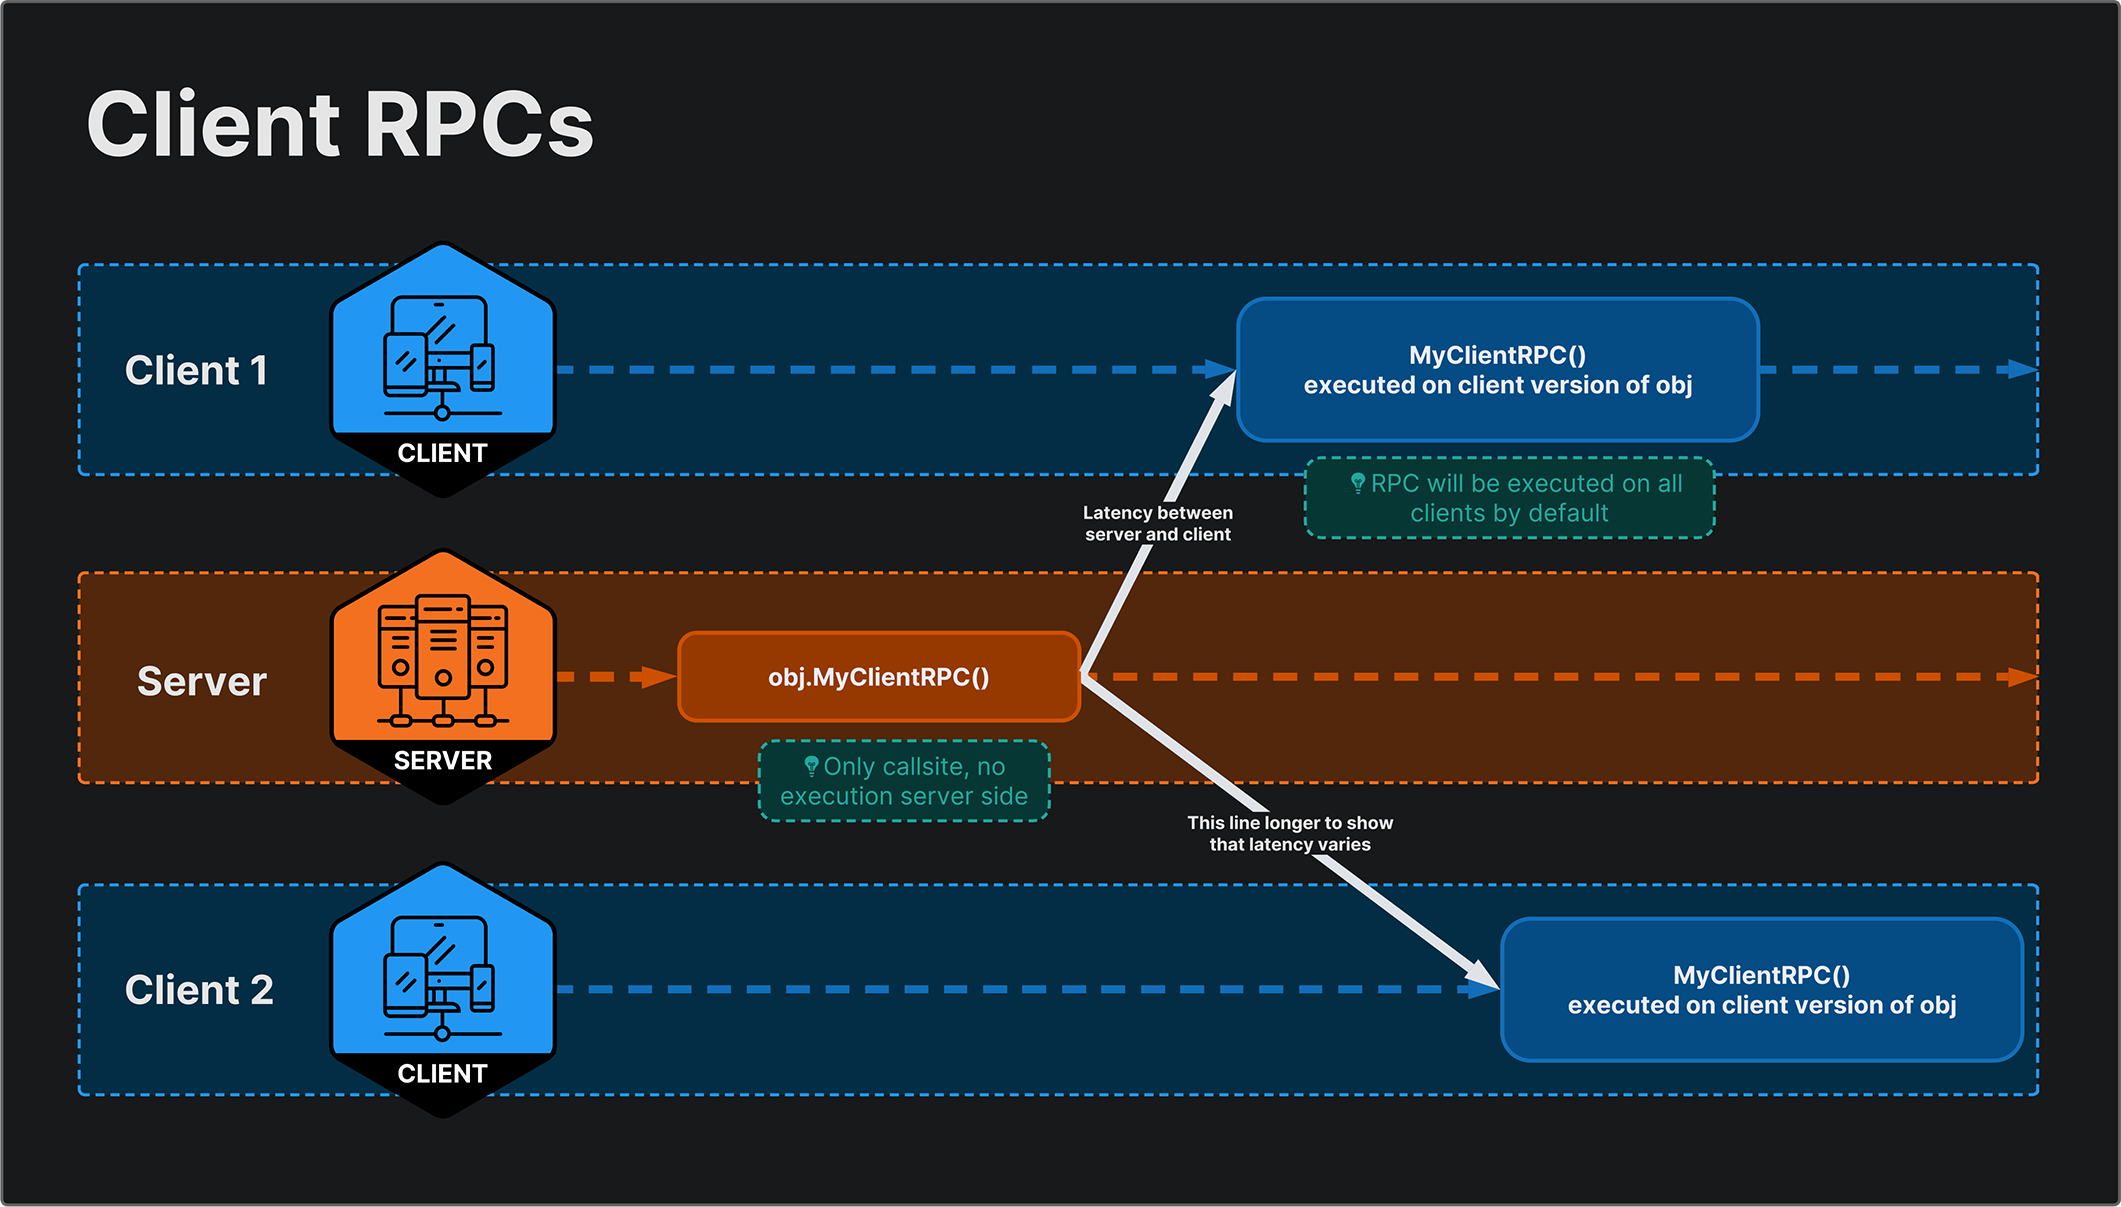 Client RPCs
Client 1
CLIENT
MyClientRPC()
executed on client version of obj
RPC will be executed on all
clients by default
Latency between
server and client
Server
SERVER
obj.MyClientRPC()
Only callsite, no
execution server side
This line longer to show
that latency varies
Client 2
CLIENT
MyClientRPC()
executed on client version of obj